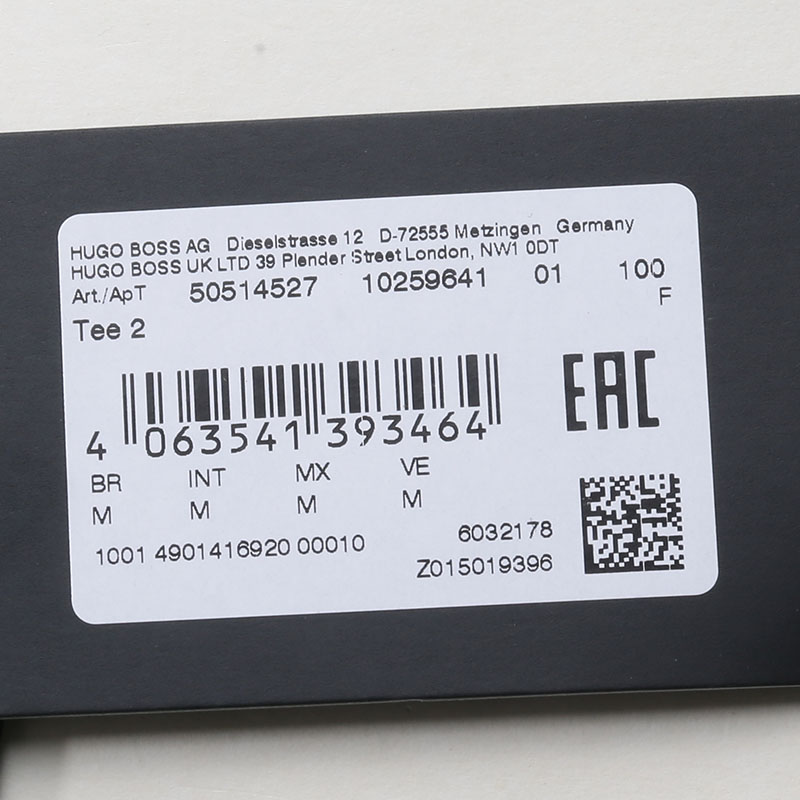 HUGO BOSS AG Dieselstrasse 12 D-72555 Metzingen Germany
HUGO BOSS UK LTD 39 Plender Street London, NW1 0DT
Art./Apт 50514527 10259641 01 100
F
Tee 2
EAC
4 063541 393464
BR INT MX VE
M M M M
1001 4901416920 00010 6032178
Z015019396